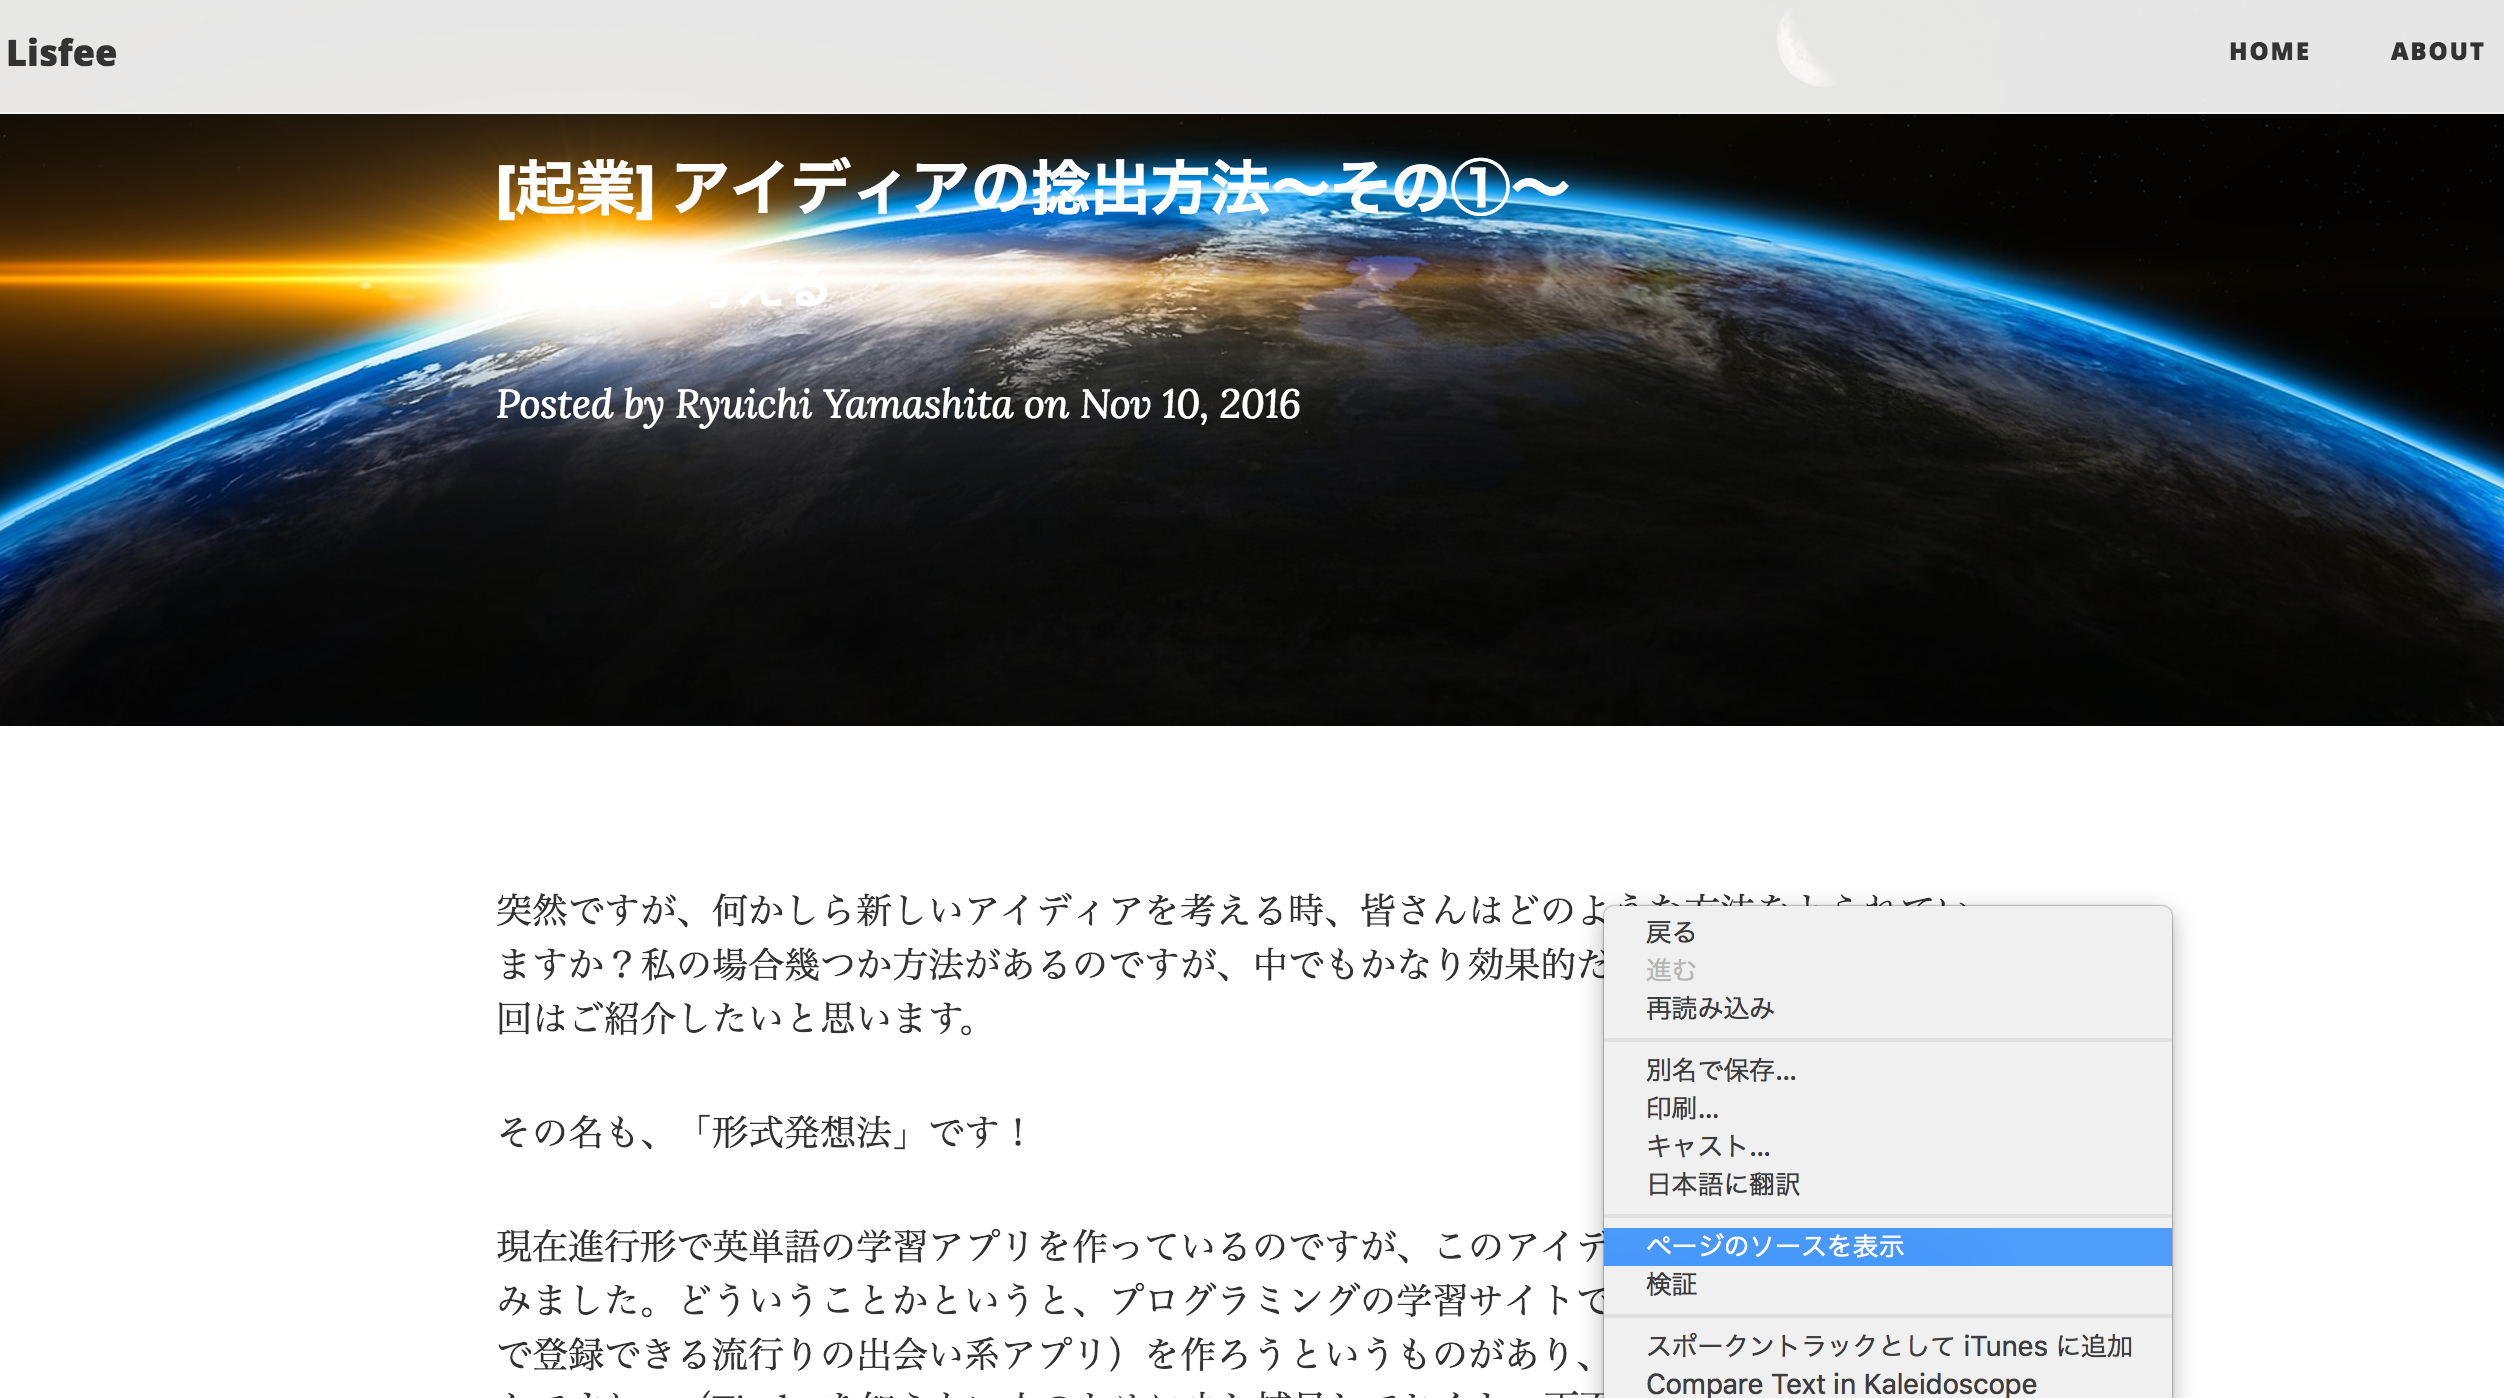 Lisfee
HOME
ABOUT
[起業] アイディアの捻出方法〜その①〜
考える
Posted by Ryuichi Yamashita on Nov 10, 2016
突然ですが、何かしら新しいアイディアを考える時、皆さんはどのような方法をとられてい
ますか？私の場合幾つか方法があるのですが、中でもかなり効果的だ
回はご紹介したいと思います。
その名も、「形式発想法」です！
現在進行形で英単語の学習アプリを作っているのですが、このアイデ
みました。どういうことかというと、プログラミングの学習サイトで
で登録できる流行りの出会い系アプリ）を作ろうというものがあり、
戻る
進む
再読み込み
別名で保存...
印刷...
キャスト...
日本語に翻訳
ページのソースを表示
検証
スポークントラックとして iTunes に追加
Compare Text in Kaleidoscope